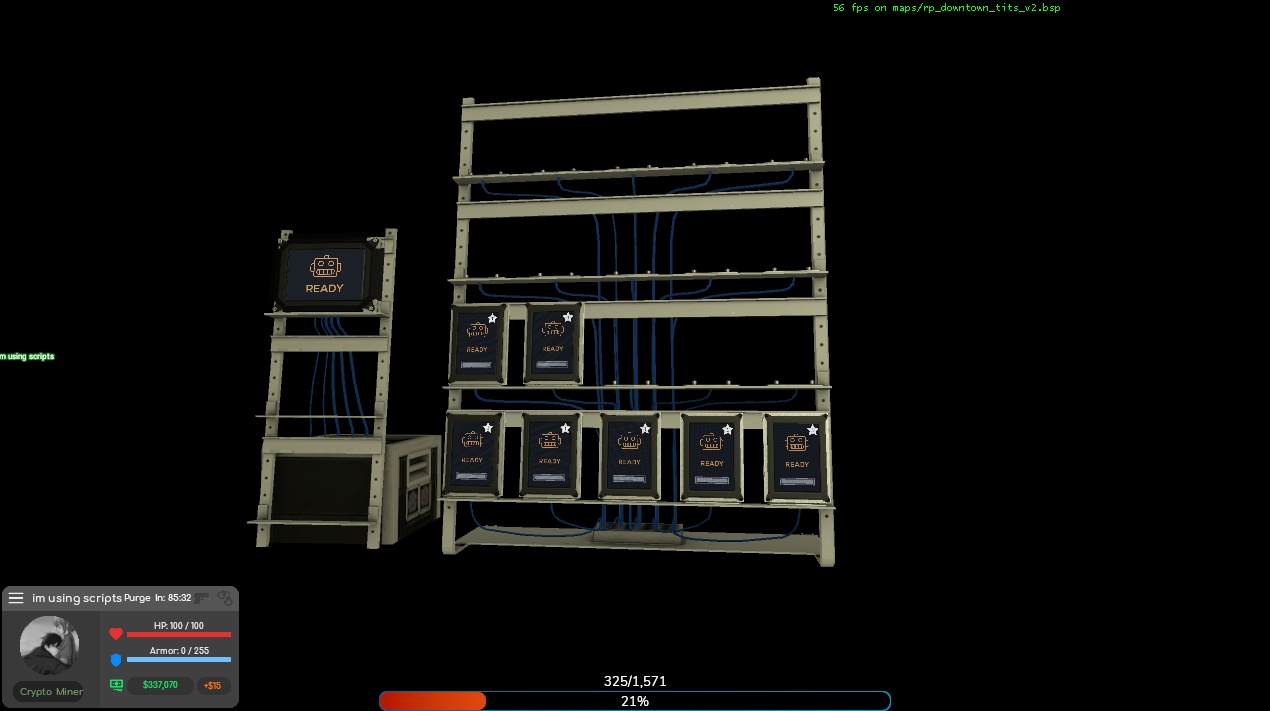 56 fps on maps/rp_downtown_tits_v2.bsp
READY
READY
READY
m using scripts
READY
READY
READY
READY
READY
im using scripts Purge In: 85:32
HP: 100 / 100
Armor: 0 / 255
Crypto Miner
$337,070
+$15
325/1,571
21%